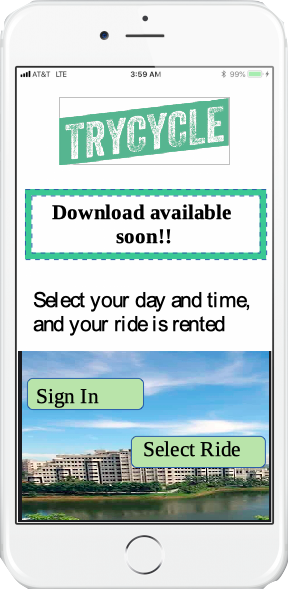 AT&T LTE 3:59 AM 99%
TRYCYCLE
Download available
soon!!
Select your day and time,
and your ride is rented
Sign In
Select Ride